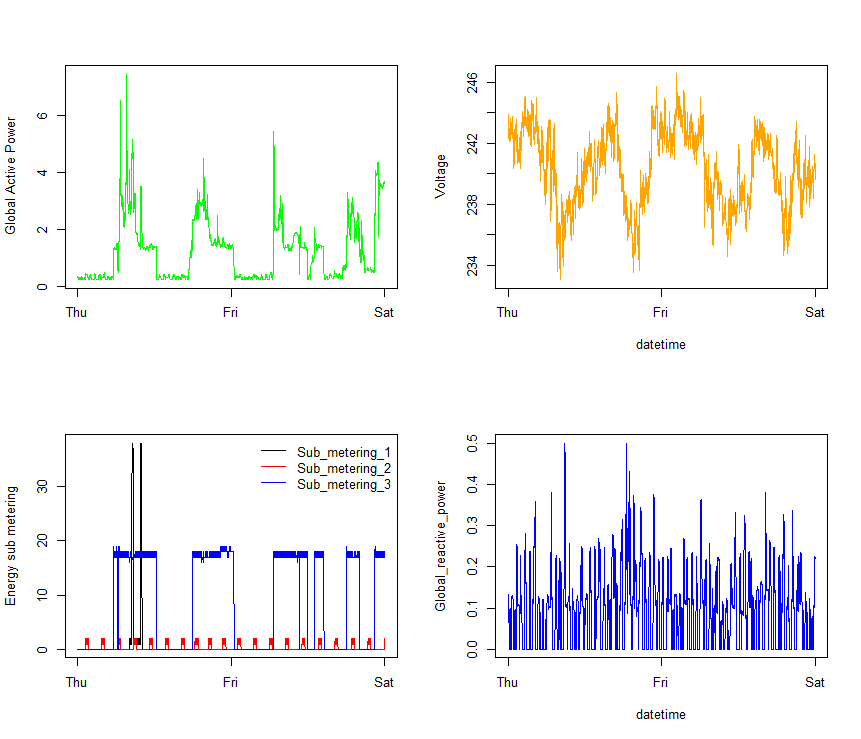 Global Active Power
0 2 4 6
Thu Fri Sat
Voltage
234 238 242 246
Thu Fri Sat
datetime
Energy sub metering
0 10 20 30
Sub_metering_1
Sub_metering_2
Sub_metering_3
Thu Fri Sat
Global_reactive_power
0.0 0.1 0.2 0.3 0.4 0.5
Thu Fri Sat
datetime